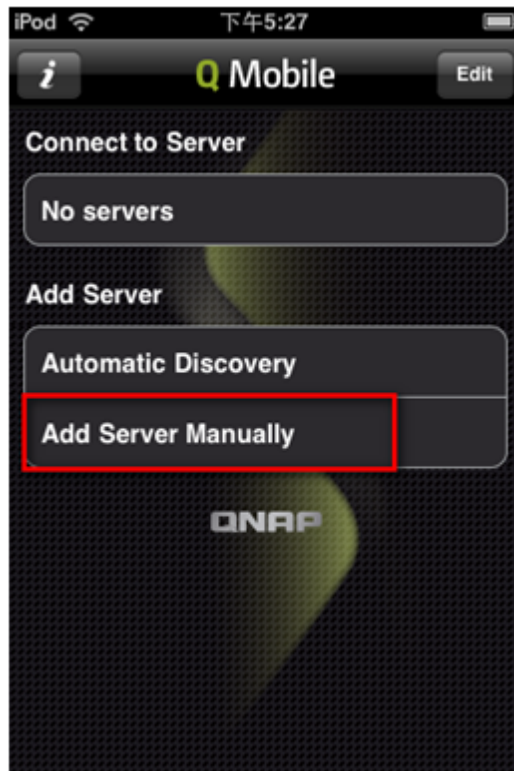 iPod 下午5:27
i Q Mobile Edit
Connect to Server
No servers
Add Server
Automatic Discovery
Add Server Manually
QNAP